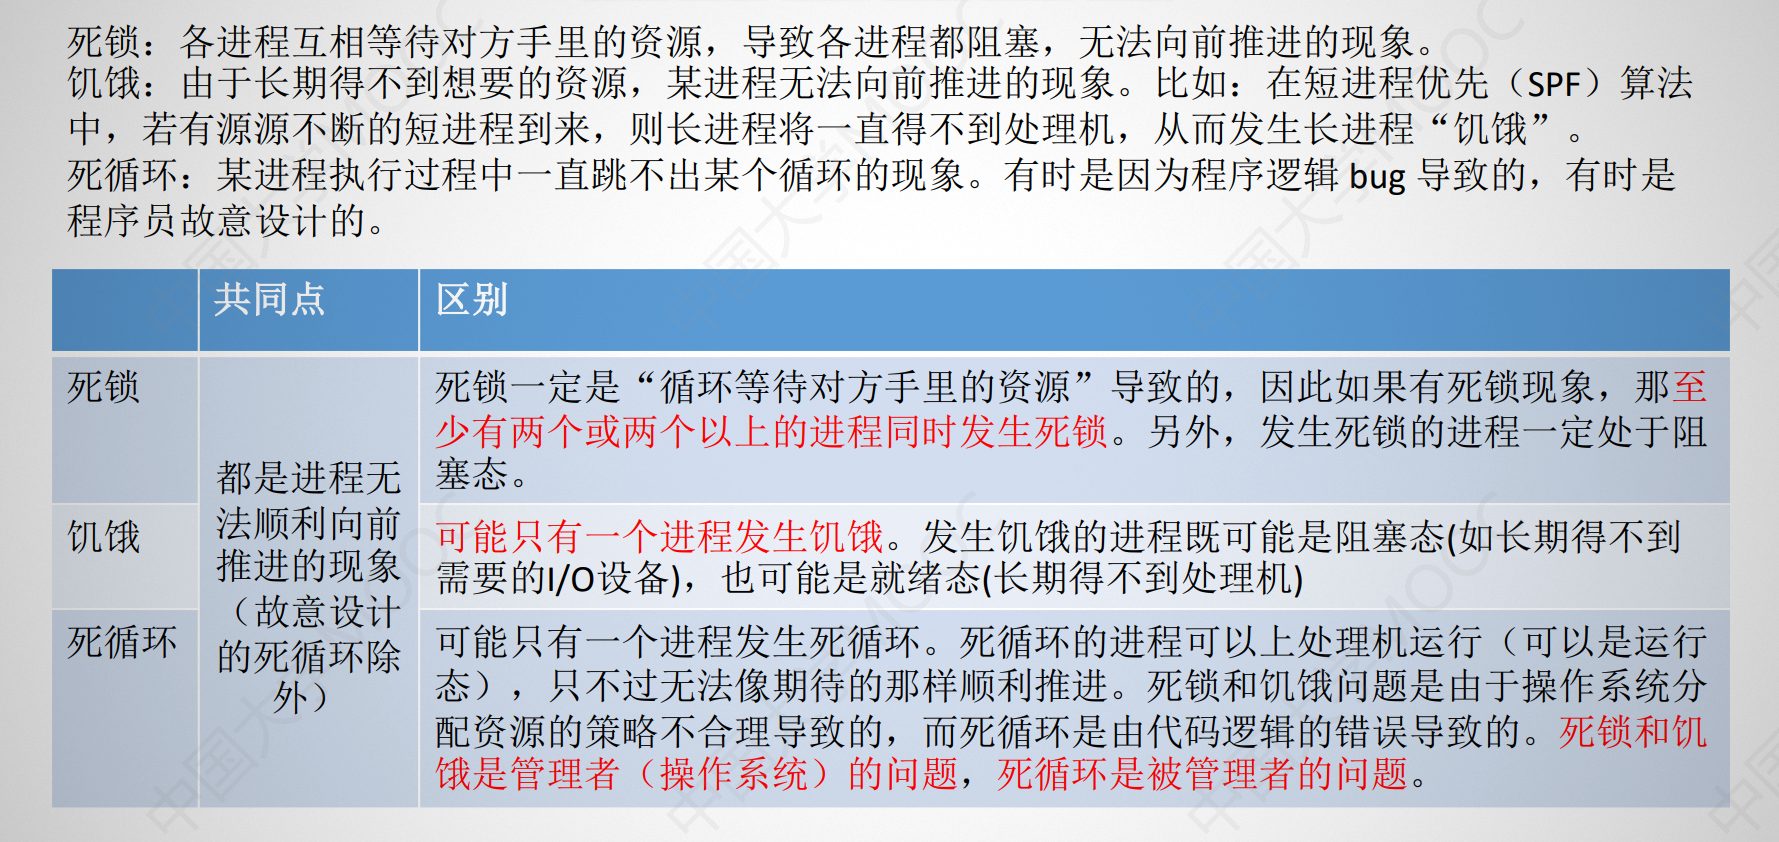 死锁：各进程互相等待对方手里的资源，导致各进程都阻塞，无法向前推进的现象。
饥饿：由于长期得不到想要的资源，某进程无法向前推进的现象。比如：在短进程优先（SPF）算法
中，若有源源不断的短进程到来，则长进程将一直得不到处理机，从而发生长进程“饥饿”。
死循环：某进程执行过程中一直跳不出某个循环的现象。有时是因为程序逻辑 bug 导致的，有时是
程序员故意设计的。
共同点
区别
死锁
都是进程无
法顺利向前
推进的现象
（故意设计
的死循环除
外）
死锁一定是“循环等待对方手里的资源”导致的，因此如果有死锁现象，那至
少有两个或两个以上的进程同时发生死锁。另外，发生死锁的进程一定处于阻
塞态。
饥饿
可能只有一个进程发生饥饿。发生饥饿的进程既可能是阻塞态(如长期得不到
需要的I/O设备)，也可能是就绪态(长期得不到处理机)
死循环
可能只有一个进程发生死循环。死循环的进程可以上处理机运行（可以是运行
态），只不过无法像期待的那样顺利推进。死锁和饥饿问题是由于操作系统分
配资源的策略不合理导致的，而死循环是由代码逻辑的错误导致的。死锁和饥
饿是管理者（操作系统）的问题，死循环是被管理者的问题。
中国大学MOOC